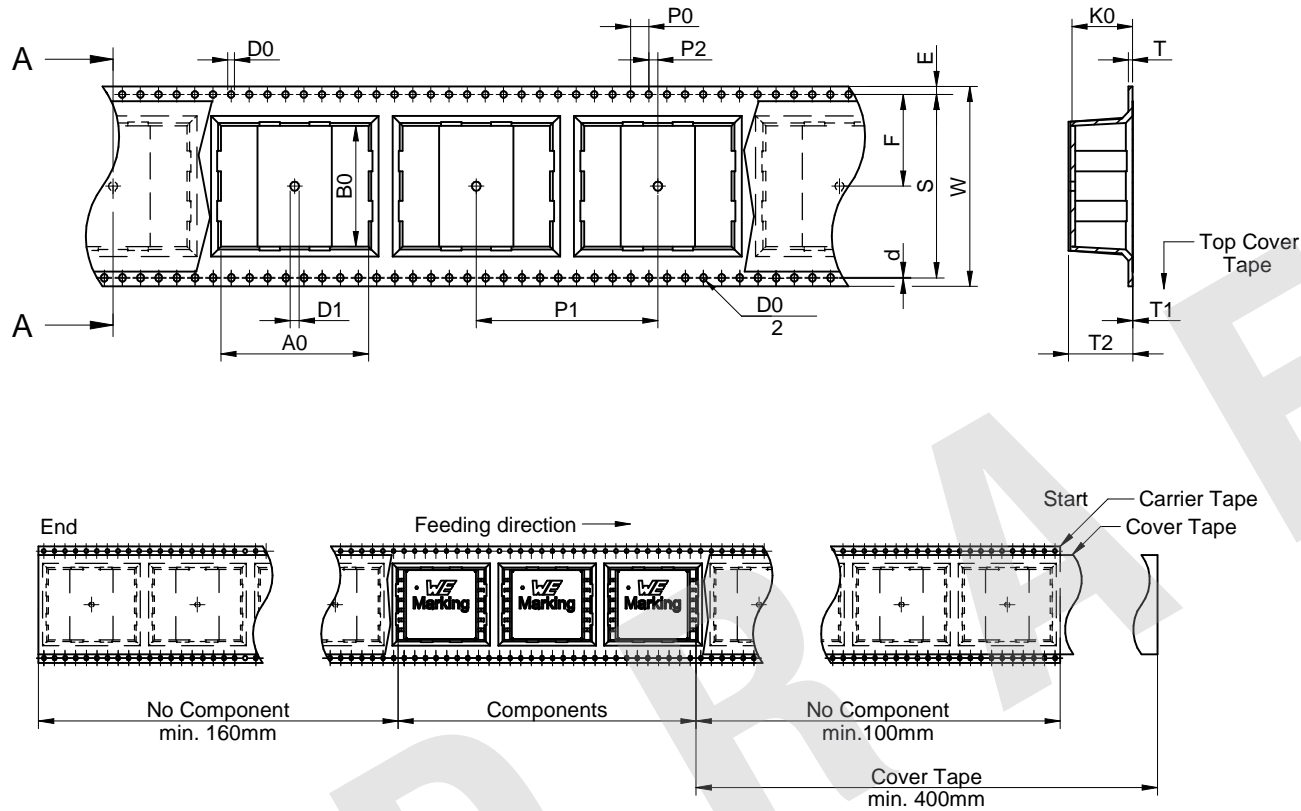 P0
K0
A
D0
P2
E
T
F
S
W
B0
d
Top Cover
Tape
D1
P1
D0
2
T1
A
A0
T2
Start
Carrier Tape
End
Feeding direction
Cover Tape
WE
Marking
WE
Marking
WE
Marking
No Component
min. 160mm
Components
No Component
min.100mm
Cover Tape
min. 400mm
DRAF